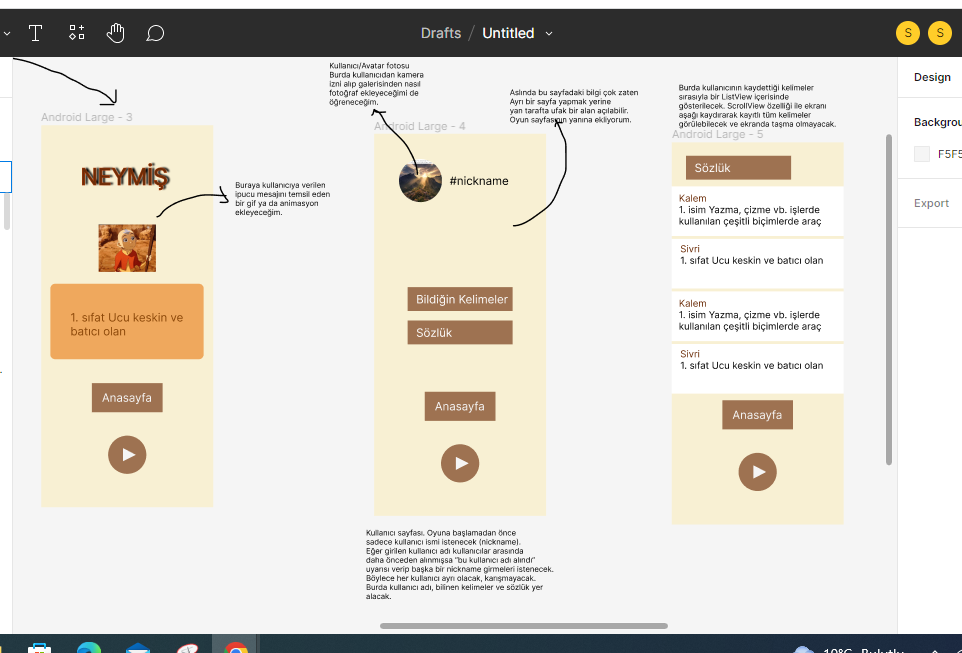 Drafts / Untitled
S
S
Design
Backgrou
F5F5
Export
Android Large - 3
NEYMİŞ
Buraya kullanıcıya verilen
ipucu mesajını temsil eden
bir gif ya da animasyon
ekleyeceğim.
1. sıfat Ucu keskin ve
batıcı olan
Anasayfa
Kullanıcı/Avatar fotosu
Burda kullanıcıdan kamera
izni alıp galerisinden nasıl
fotoğraf ekleyeceğimi de
öğreneceğim.
Android Large - 4
#nickname
Aslında bu sayfadaki bilgi çok zaten
Ayrı bir sayfa yapmak yerine
yan tarafta ufak bir alan açılabilir.
Oyun sayfasının yanına ekliyorum.
Bildiğin Kelimeler
Sözlük
Anasayfa
Kullanıcı sayfası. Oyuna başlamadan önce
sadece kullanıcı ismi istenecek (nickname).
Eğer girilen kullanıcı adı kullanıcılar arasında
daha önceden alınmışsa "bu kullanıcı adı alındı"
uyarısı verip başka bir nickname girmeleri istenecek.
Böylece her kullanıcı ayrı olacak, karışmayacak.
Burda kullanıcı adı, bilinen kelimeler ve sözlük yer
alacak.
Burda kullanıcının kaydettiği kelimeler
sırasıyla bir ListView içerisinde
gösterilecek. ScrollView özelliği ile ekranı
aşağı kaydırarak kayıtlı tüm kelimeler
görülebilecek ve ekranda taşma olmayacak.
Android Large - 5
Sözlük
Kalem
1. isim Yazma, çizme vb. işlerde
kullanılan çeşitli biçimlerde araç
Sivri
1. sıfat Ucu keskin ve batıcı olan
Kalem
1. isim Yazma, çizme vb. işlerde
kullanılan çeşitli biçimlerde araç
Sivri
1. sıfat Ucu keskin ve batıcı olan
Anasayfa
10°C Bulutlu